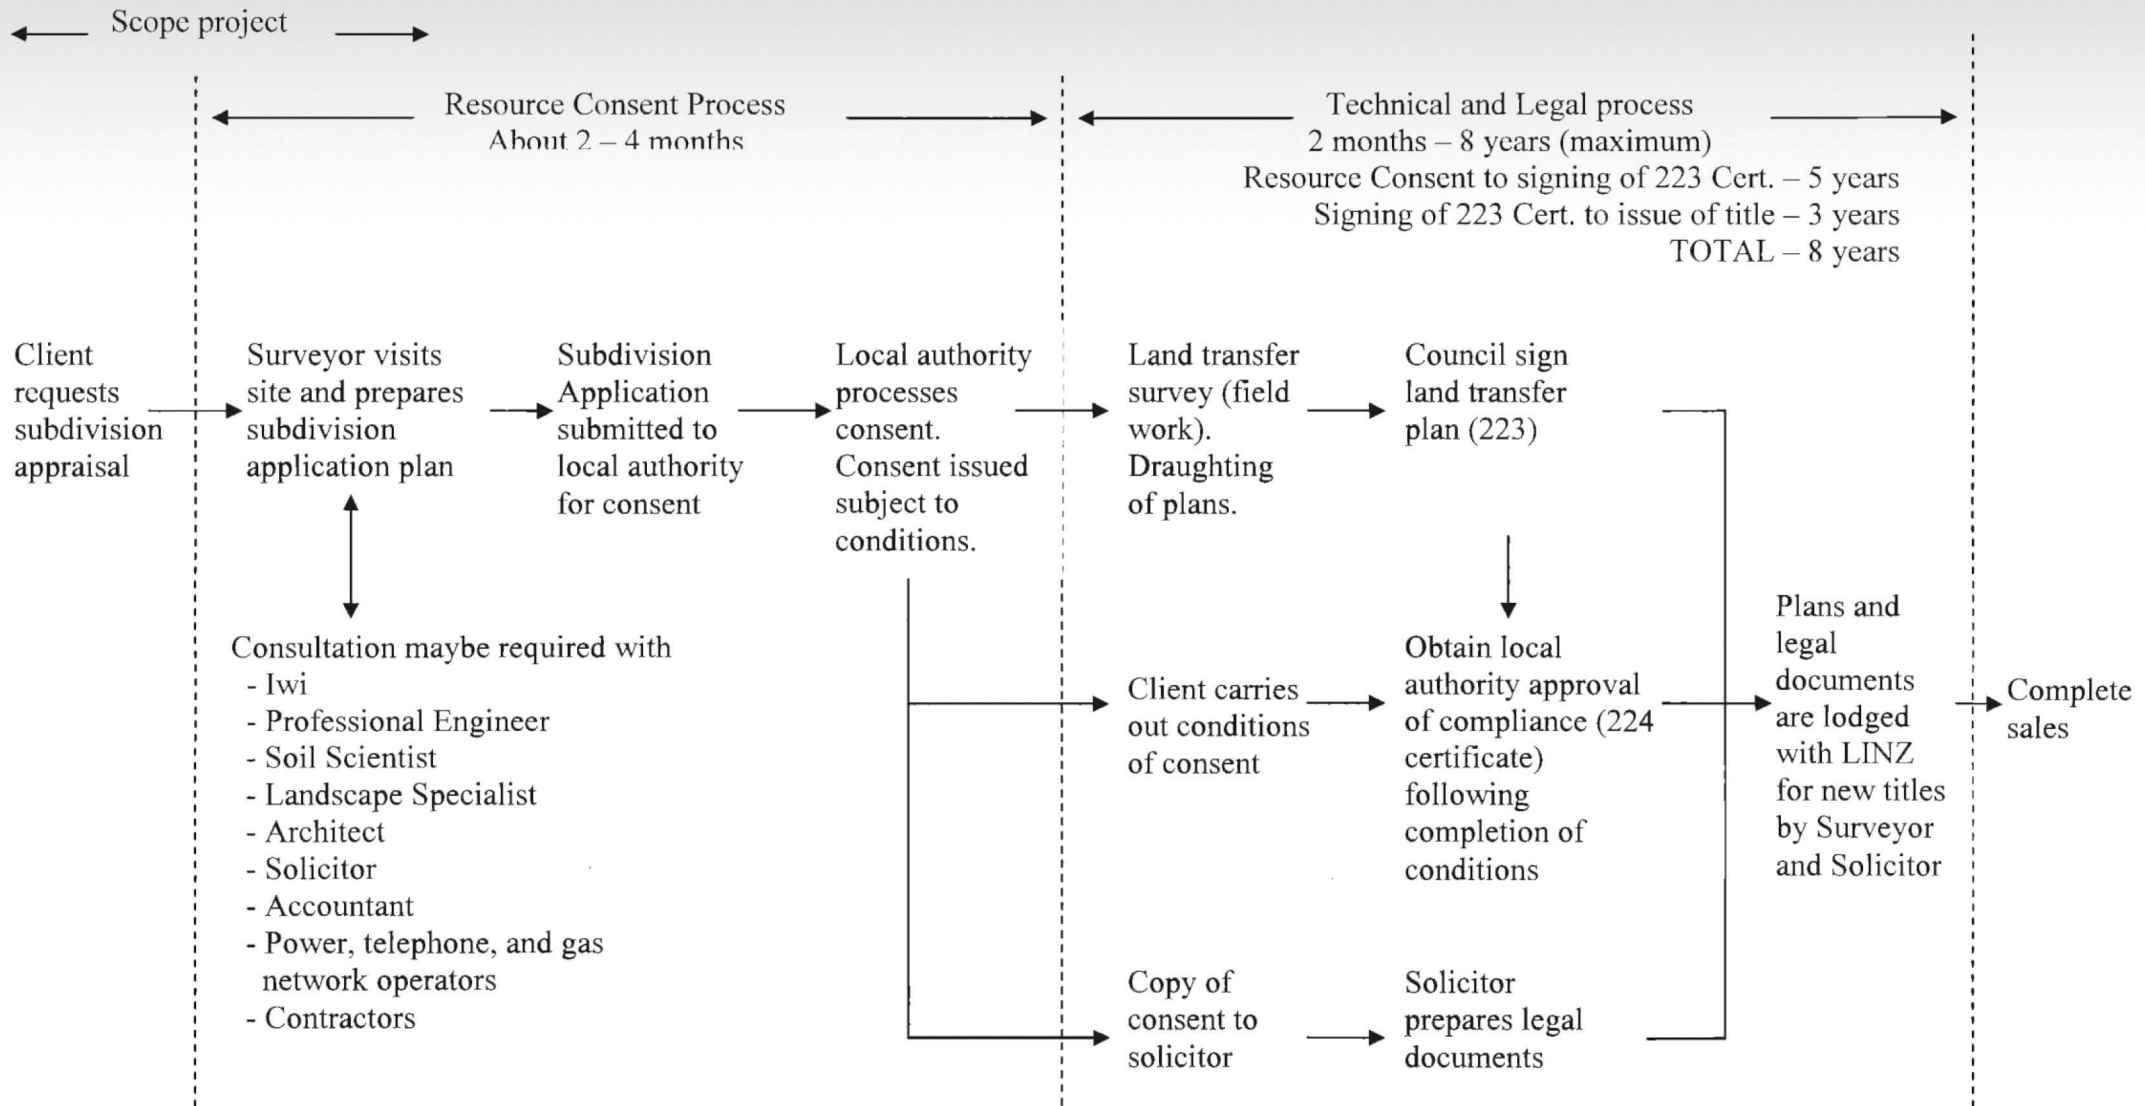 Scope project
Resource Consent Process
About 2 – 4 months
Technical and Legal process
2 months – 8 years (maximum)
Resource Consent to signing of 223 Cert. – 5 years
Signing of 223 Cert. to issue of title – 3 years
TOTAL – 8 years
Client
requests
subdivision
appraisal
Surveyor visits
site and prepares
subdivision
application plan
Subdivision
Application
submitted to
local authority
for consent
Local authority
processes
consent.
Consent issued
subject to
conditions.
Land transfer
survey (field
work).
Draughting
of plans.
Council sign
land transfer
plan (223)
Consultation maybe required with
- Iwi
- Professional Engineer
- Soil Scientist
- Landscape Specialist
- Architect
- Solicitor
- Accountant
- Power, telephone, and gas
network operators
- Contractors
Client carries
out conditions
of consent
Obtain local
authority approval
of compliance (224
certificate)
following
completion of
conditions
Copy of
consent to
solicitor
Solicitor
prepares legal
documents
Plans and
legal
documents
are lodged
with LINZ
for new titles
by Surveyor
and Solicitor
Complete
sales